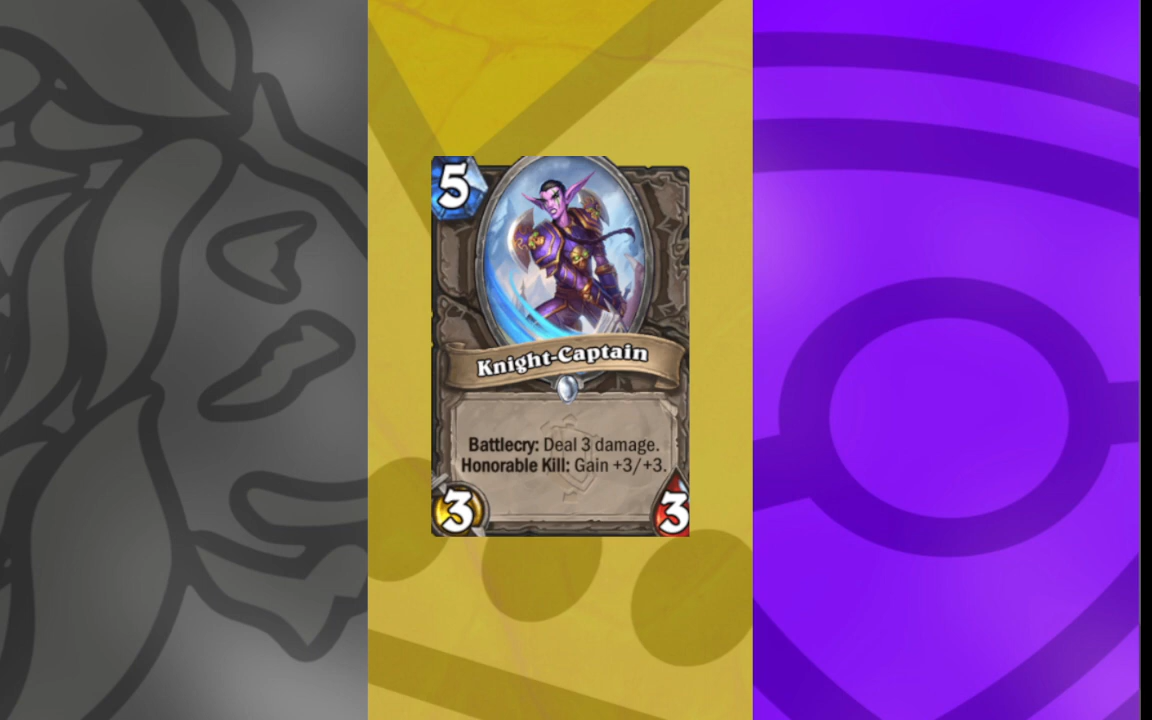 5
Knight-Captain
Battlecry: Deal 3 damage.
Honorable Kill: Gain +3/+3.
3
3